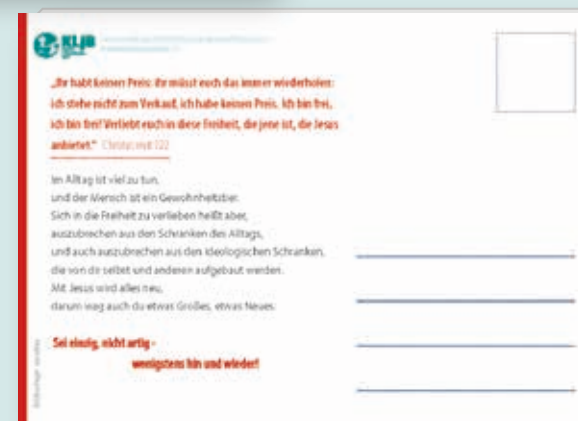 KLJB
„Ihr habt keinen Preis: ihr müsst euch das immer wiederholen:
ich stehe nicht zum Verkauf, ich habe keinen Preis. Ich bin frei,
ich bin frei! Verliebt euch in diese Freiheit, die jene ist, die Jesus
anbietet." Christus vivit 122
Im Alltag ist viel zu tun,
und der Mensch ist ein Gewohnheitstier.
Sich in die Freiheit zu verlieben heißt aber,
auszubrechen aus den Schranken des Alltags,
und auch auszubrechen aus den ideologischen Schranken,
die von dir selbst und anderen aufgebaut werden.
Mit Jesus wird alles neu,
darum wag auch du etwas Großes, etwas Neues.
Sei einzig, nicht artig –
wenigstens hin und wieder!